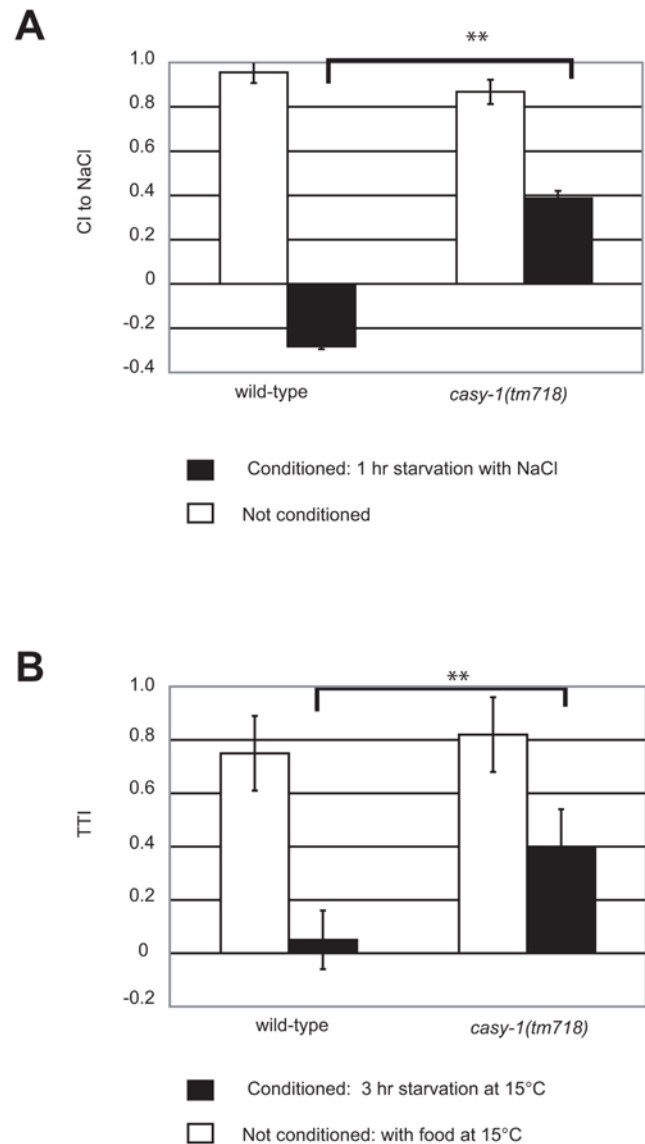 A
**
1.0
0.8
0.6
0.4
0.2
0
-0.2
-0.4
CI to NaCl
wild-type casy-1(tm718)
Conditioned: 1 hr starvation with NaCl
Not conditioned
B
**
1.0
0.8
0.6
0.4
0.2
0
-0.2
TTI
wild-type casy-1(tm718)
Conditioned: 3 hr starvation at 15°C
Not conditioned: with food at 15°C